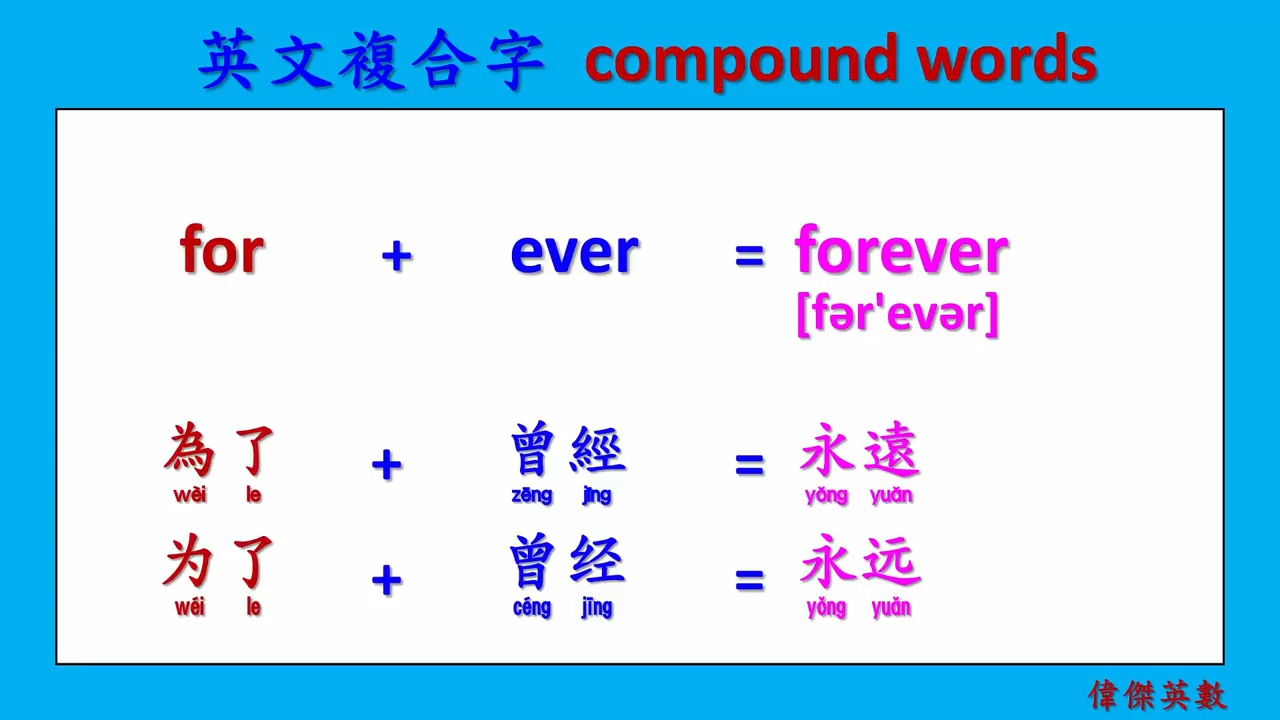 英文複合字 compound words
for + ever = forever
[fər'evər]
為了 + 曾經 = 永遠
wèi le zēng jīng yǒng yuǎn
为了 + 曾经 = 永远
wéi le céng jīng yǒng yuǎn
偉傑英數